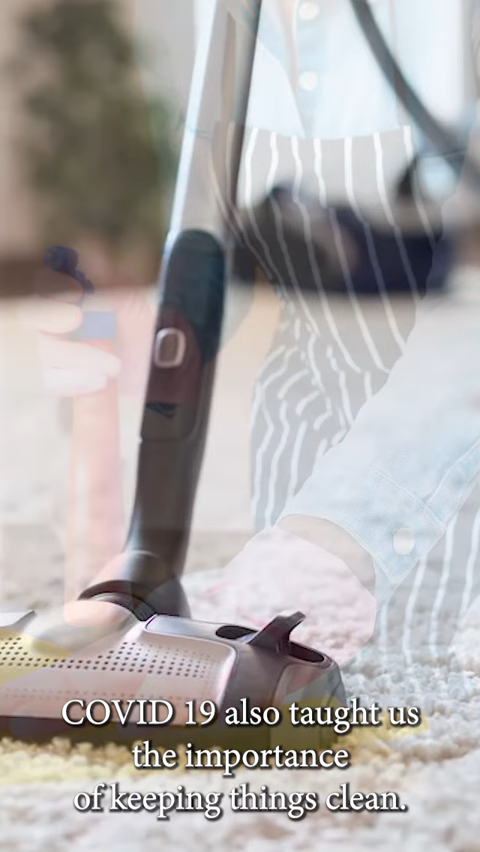 COVID 19 also taught us
the importance
of keeping things clean.